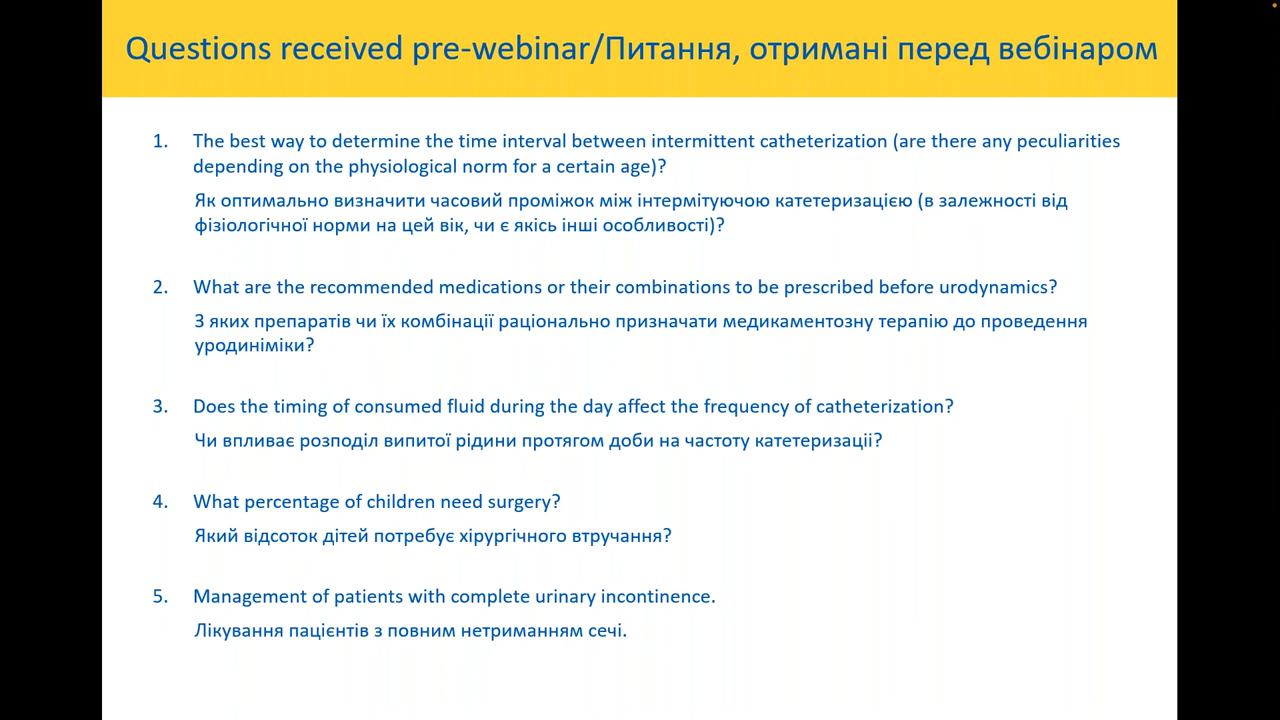 Questions received pre-webinar/Питання, отримані перед вебінаром
1. The best way to determine the time interval between intermittent catheterization (are there any peculiarities
depending on the physiological norm for a certain age)?
Як оптимально визначити часовий проміжок між інтермітуючою катетеризацією (в залежності від
фізіологічної норми на цей вік, чи є якісь інші особливості)?
2. What are the recommended medications or their combinations to be prescribed before urodynamics?
З яких препаратів чи їх комбінації раціонально призначати медикаментозну терапію до проведення
уродиніміки?
3. Does the timing of consumed fluid during the day affect the frequency of catheterization?
Чи впливає розподіл випитої рідини протягом доби на частоту катетеризаціі?
4. What percentage of children need surgery?
Який відсоток дітей потребує хірургічного втручання?
5. Management of patients with complete urinary incontinence.
Лікування пацієнтів з повним нетриманням сечі.